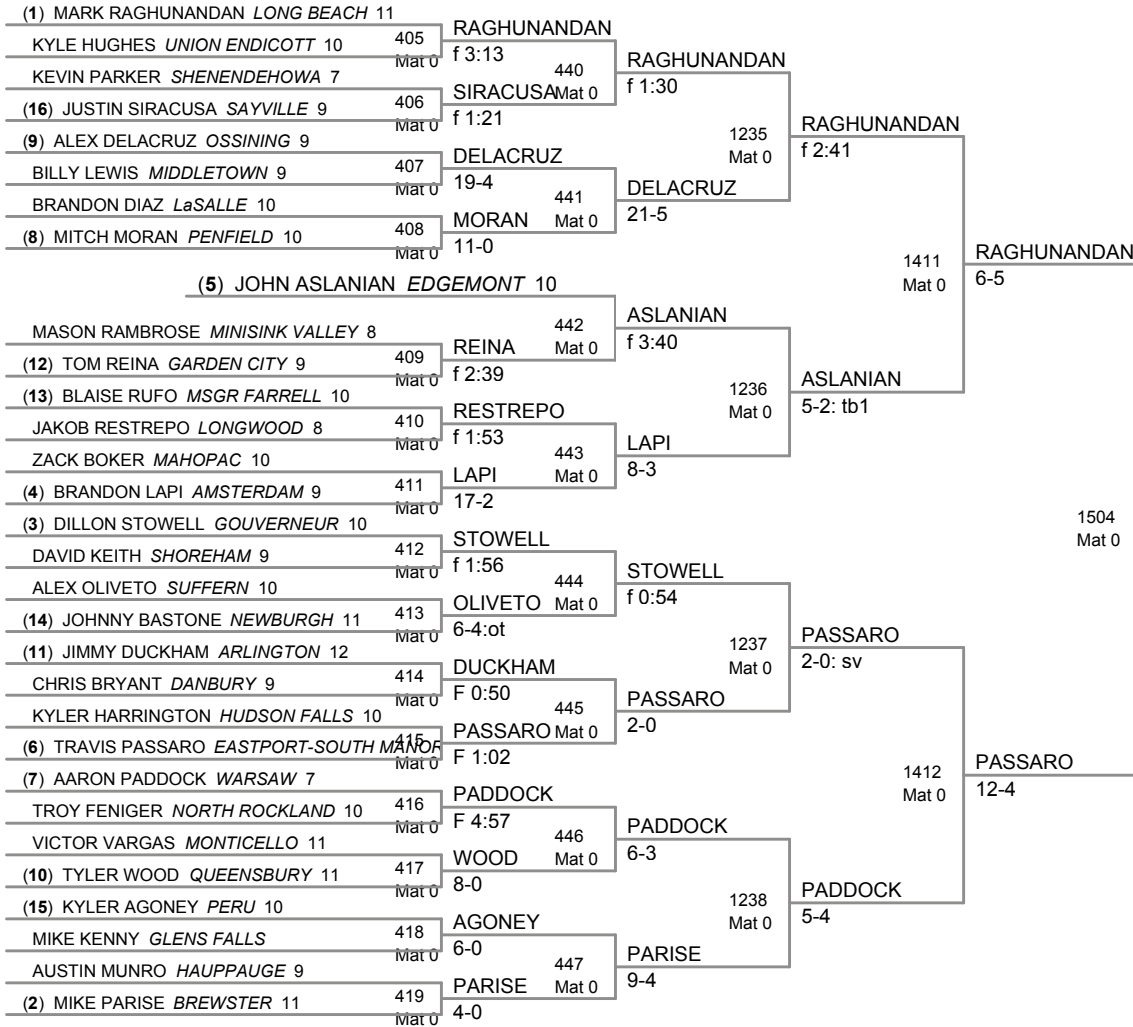 (1) MARK RAGHUNANDAN LONG BEACH 11
KYLE HUGHES UNION ENDICOTT 10
405
Mat 0
RAGHUNANDAN
f 3:13
KEVIN PARKER SHENENDEHOWA 7
(16) JUSTIN SIRACUSA SAYVILLE 9
406
Mat 0
SIRACUSA
f 1:21
440
Mat 0
RAGHUNANDAN
f 1:30
(9) ALEX DELACRUZ OSSINING 9
BILLY LEWIS MIDDLETOWN 9
407
Mat 0
DELACRUZ
19-4
BRANDON DIAZ LaSALLE 10
(8) MITCH MORAN PENFIELD 10
408
Mat 0
MORAN
11-0
441
Mat 0
DELACRUZ
21-5
1235
Mat 0
RAGHUNANDAN
f 2:41
(5) JOHN ASLANIAN EDGEMONT 10
MASON RAMBROSE MINISINK VALLEY 8
(12) TOM REINA GARDEN CITY 9
409
Mat 0
REINA
f 2:39
442
Mat 0
ASLANIAN
f 3:40
(13) BLAISE RUFO MSGR FARRELL 10
JAKOB RESTREPO LONGWOOD 8
410
Mat 0
RESTREPO
f 1:53
ZACK BOKER MAHOPAC 10
(4) BRANDON LAPI AMSTERDAM 9
411
Mat 0
LAPI
17-2
443
Mat 0
LAPI
8-3
1236
Mat 0
ASLANIAN
5-2: tb1
1411
Mat 0
RAGHUNANDAN
6-5
(3) DILLON STOWELL GOUVERNEUR 10
DAVID KEITH SHOREHAM 9
412
Mat 0
STOWELL
f 1:56
ALEX OLIVETO SUFFERN 10
(14) JOHNNY BASTONE NEWBURGH 11
413
Mat 0
OLIVETO
6-4:ot
444
Mat 0
STOWELL
f 0:54
(11) JIMMY DUCKHAM ARLINGTON 12
CHRIS BRYANT DANBURY 9
414
Mat 0
DUCKHAM
F 0:50
KYLER HARRINGTON HUDSON FALLS 10
(6) TRAVIS PASSARO EASTPORT-SOUTH MANOR
415
Mat 0
PASSARO
F 1:02
445
Mat 0
PASSARO
2-0
1237
Mat 0
PASSARO
2-0: sv
(7) AARON PADDOCK WARSAW 7
TROY FENIGER NORTH ROCKLAND 10
416
Mat 0
PADDOCK
F 4:57
VICTOR VARGAS MONTICELLO 11
(10) TYLER WOOD QUEENSBURY 11
417
Mat 0
WOOD
8-0
446
Mat 0
PADDOCK
6-3
(15) KYLER AGONEY PERU 10
MIKE KENNY GLENS FALLS
418
Mat 0
AGONEY
6-0
AUSTIN MUNRO HAUPPAUGE 9
(2) MIKE PARISE BREWSTER 11
419
Mat 0
PARISE
4-0
447
Mat 0
PARISE
9-4
1238
Mat 0
PADDOCK
5-4
1412
Mat 0
PASSARO
12-4
1504
Mat 0